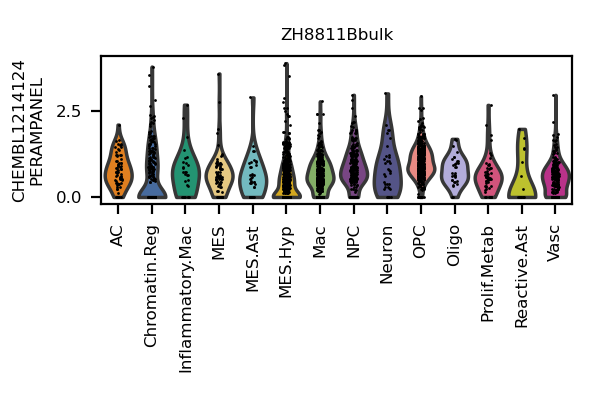 ZH8811Bbulk
CHEMBL1214124
PERAMPANEL
2.5
0.0
AC
Chromatin.Reg
Inflammatory.Mac
MES
MES.Ast
MES.Hyp
Mac
NPC
Neuron
OPC
Oligo
Prolif.Metab
Reactive.Ast
Vasc